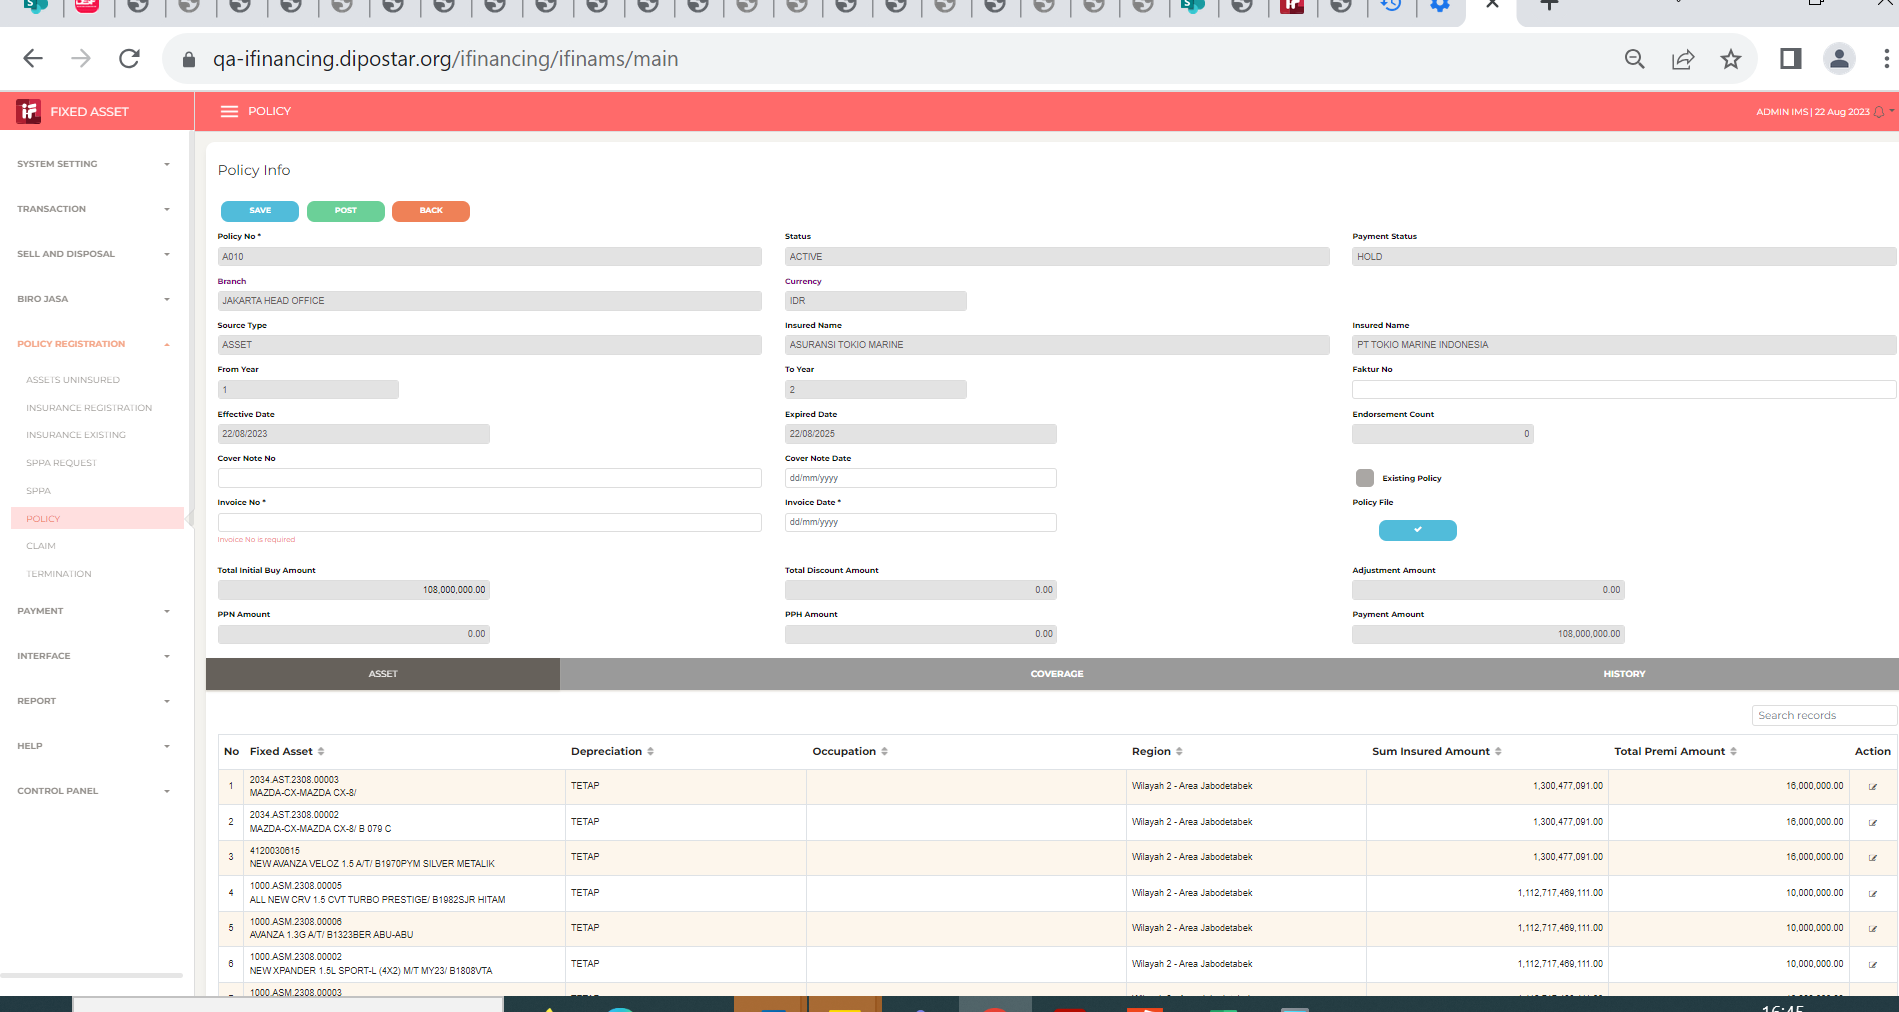 qa-ifinancing.dipostar.org/ifinancing/ifinams/main
FIXED ASSET
POLICY
ADMIN IMS | 22 Aug 2023
SYSTEM SETTING
TRANSACTION
SELL AND DISPOSAL
BIRO JASA
POLICY REGISTRATION
ASSETS UNINSURED
INSURANCE REGISTRATION
INSURANCE EXISTING
SPPA REQUEST
SPPA
POLICY
CLAIM
TERMINATION
PAYMENT
INTERFACE
REPORT
HELP
CONTROL PANEL
Policy Info
SAVE POST BACK
Policy No * Status Payment Status
A010 ACTIVE HOLD
Branch Currency
JAKARTA HEAD OFFICE IDR
Source Type Insured Name Insured Name
ASSET ASURANSI TOKIO MARINE PT TOKIO MARINE INDONESIA
From Year To Year Faktur No
1 2
Effective Date Expired Date Endorsement Count
22/08/2023 22/08/2025 0
Cover Note No Cover Note Date
dd/mm/yyyy Existing Policy
Invoice No * Invoice Date * Policy File
dd/mm/yyyy
Invoice No is required
Total Initial Buy Amount Total Discount Amount Adjustment Amount
108,000,000.00 0.00 0.00
PPN Amount PPH Amount Payment Amount
0.00 0.00 108,000,000.00
ASSET COVERAGE HISTORY
Search records
No Fixed Asset Depreciation Occupation Region Sum Insured Amount Total Premi Amount Action
1 2034.AST.2308.00003 TETAP Wilayah 2 - Area Jabodetabek 1,300,477,091.00 16,000,000.00
MAZDA-CX-MAZDA CX-8/
2 2034.AST.2308.00002 TETAP Wilayah 2 - Area Jabodetabek 1,300,477,091.00 16,000,000.00
MAZDA-CX-MAZDA CX-8/ B 079 C
3 4120030615 TETAP Wilayah 2 - Area Jabodetabek 1,300,477,091.00 16,000,000.00
NEW AVANZA VELOZ 1.5 A/T/ B1970PYM SILVER METALIK
4 1000.ASM.2308.00005 TETAP Wilayah 2 - Area Jabodetabek 1,112,717,469,111.00 10,000,000.00
ALL NEW CRV 1.5 CVT TURBO PRESTIGE/ B1982SJR HITAM
5 1000.ASM.2308.00006 TETAP Wilayah 2 - Area Jabodetabek 1,112,717,469,111.00 10,000,000.00
AVANZA 1.3G A/T/ B1323BER ABU-ABU
6 1000.ASM.2308.00002 TETAP Wilayah 2 - Area Jabodetabek 1,112,717,469,111.00 10,000,000.00
NEW XPANDER 1.5L SPORT-L (4X2) M/T MY23/ B1808VTA
1000.ASM.2308.00003
16:45